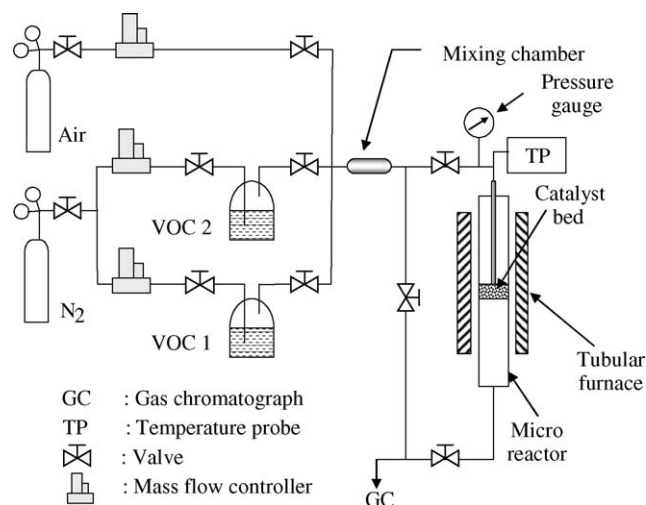 Mixing chamber
Pressure
gauge
Air
TP
VOC 2
Catalyst
bed
N2
VOC 1
Tubular
furnace
GC : Gas chromatograph
TP : Temperature probe
: Valve
: Mass flow controller
Micro
reactor
GC